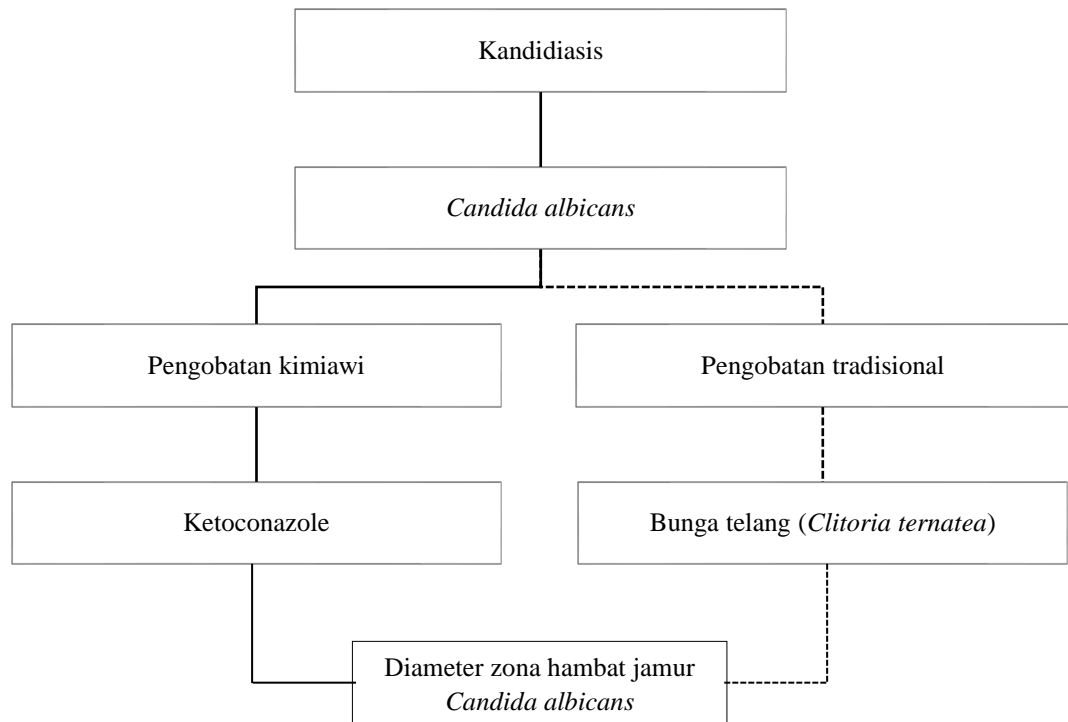 Kandidiasis
Candida albicans
Pengobatan kimiawi
Pengobatan tradisional
Ketoconazole
Bunga telang (Clitoria ternatea)
Diameter zona hambat jamur
Candida albicans